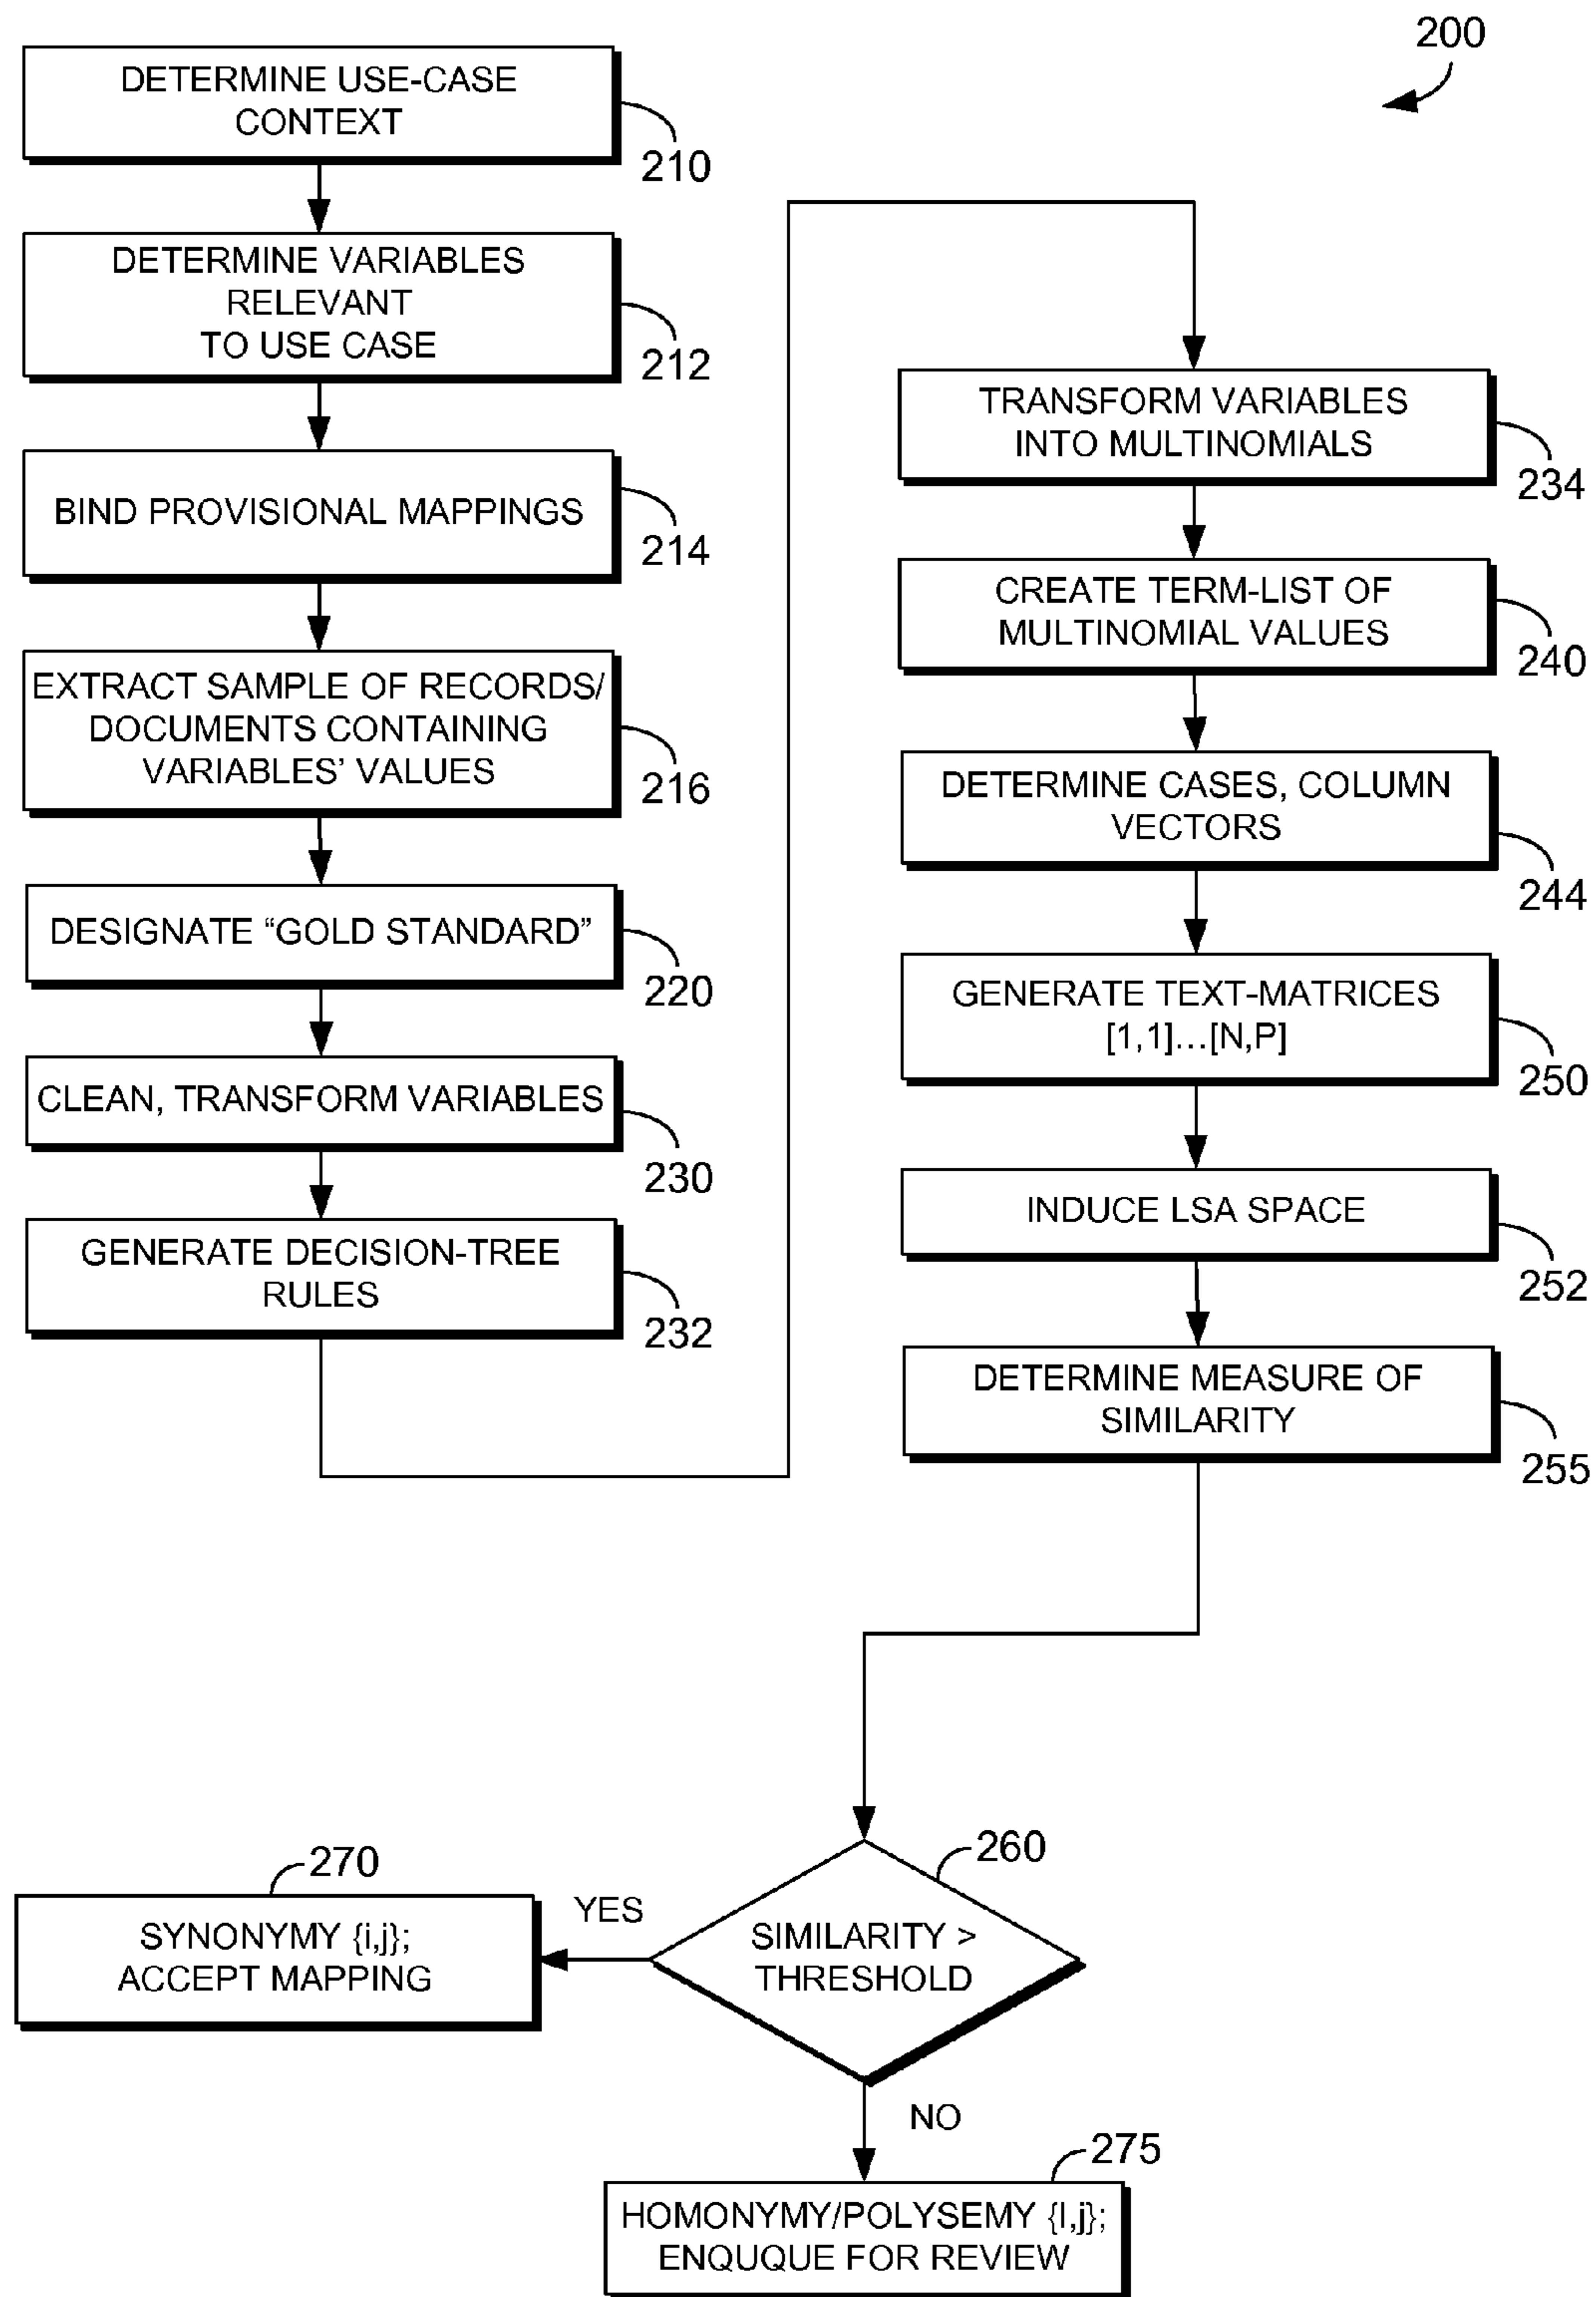 200
DETERMINE USE-CASE
CONTEXT
210
DETERMINE VARIABLES
RELEVANT
TO USE CASE
212
BIND PROVISIONAL MAPPINGS
214
EXTRACT SAMPLE OF RECORDS/
DOCUMENTS CONTAINING
VARIABLES’ VALUES
216
DESIGNATE “GOLD STANDARD”
220
CLEAN, TRANSFORM VARIABLES
230
GENERATE DECISION-TREE
RULES
232
TRANSFORM VARIABLES
INTO MULTINOMIALS
234
CREATE TERM-LIST OF
MULTINOMIAL VALUES
240
DETERMINE CASES, COLUMN
VECTORS
244
GENERATE TEXT-MATRICES
[1,1]...[N,P]
250
INDUCE LSA SPACE
252
DETERMINE MEASURE OF
SIMILARITY
255
260
SIMILARITY >
THRESHOLD
YES
270
SYNONYMY {i,j};
ACCEPT MAPPING
NO
275
HOMONYMY/POLYSEMY {I,j};
ENQUQUE FOR REVIEW